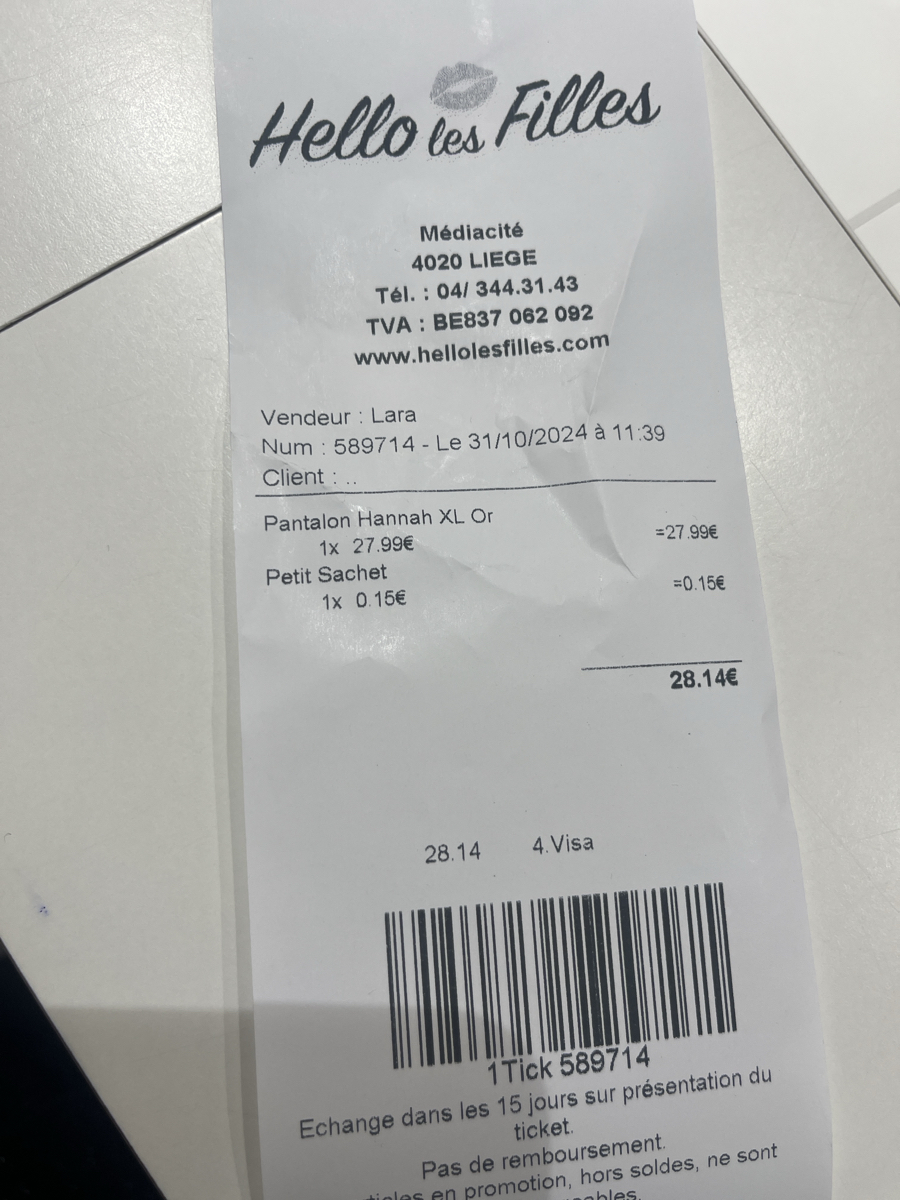 Hello les Filles
Médiacité
4020 LIEGE
Tél. : 04/ 344.31.43
TVA : BE837 062 092
www.hellolesfilles.com
Vendeur : Lara
Num : 589714 - Le 31/10/2024 à 11:39
Client : ..
Pantalon Hannah XL Or
1x 27.99€ =27.99€
Petit Sachet
1x 0.15€ =0.15€
28.14€
28.14 4.Visa
1Tick 589714
Echange dans les 15 jours sur présentation du
ticket.
Pas de remboursement.
en promotion, hors soldes, ne sont